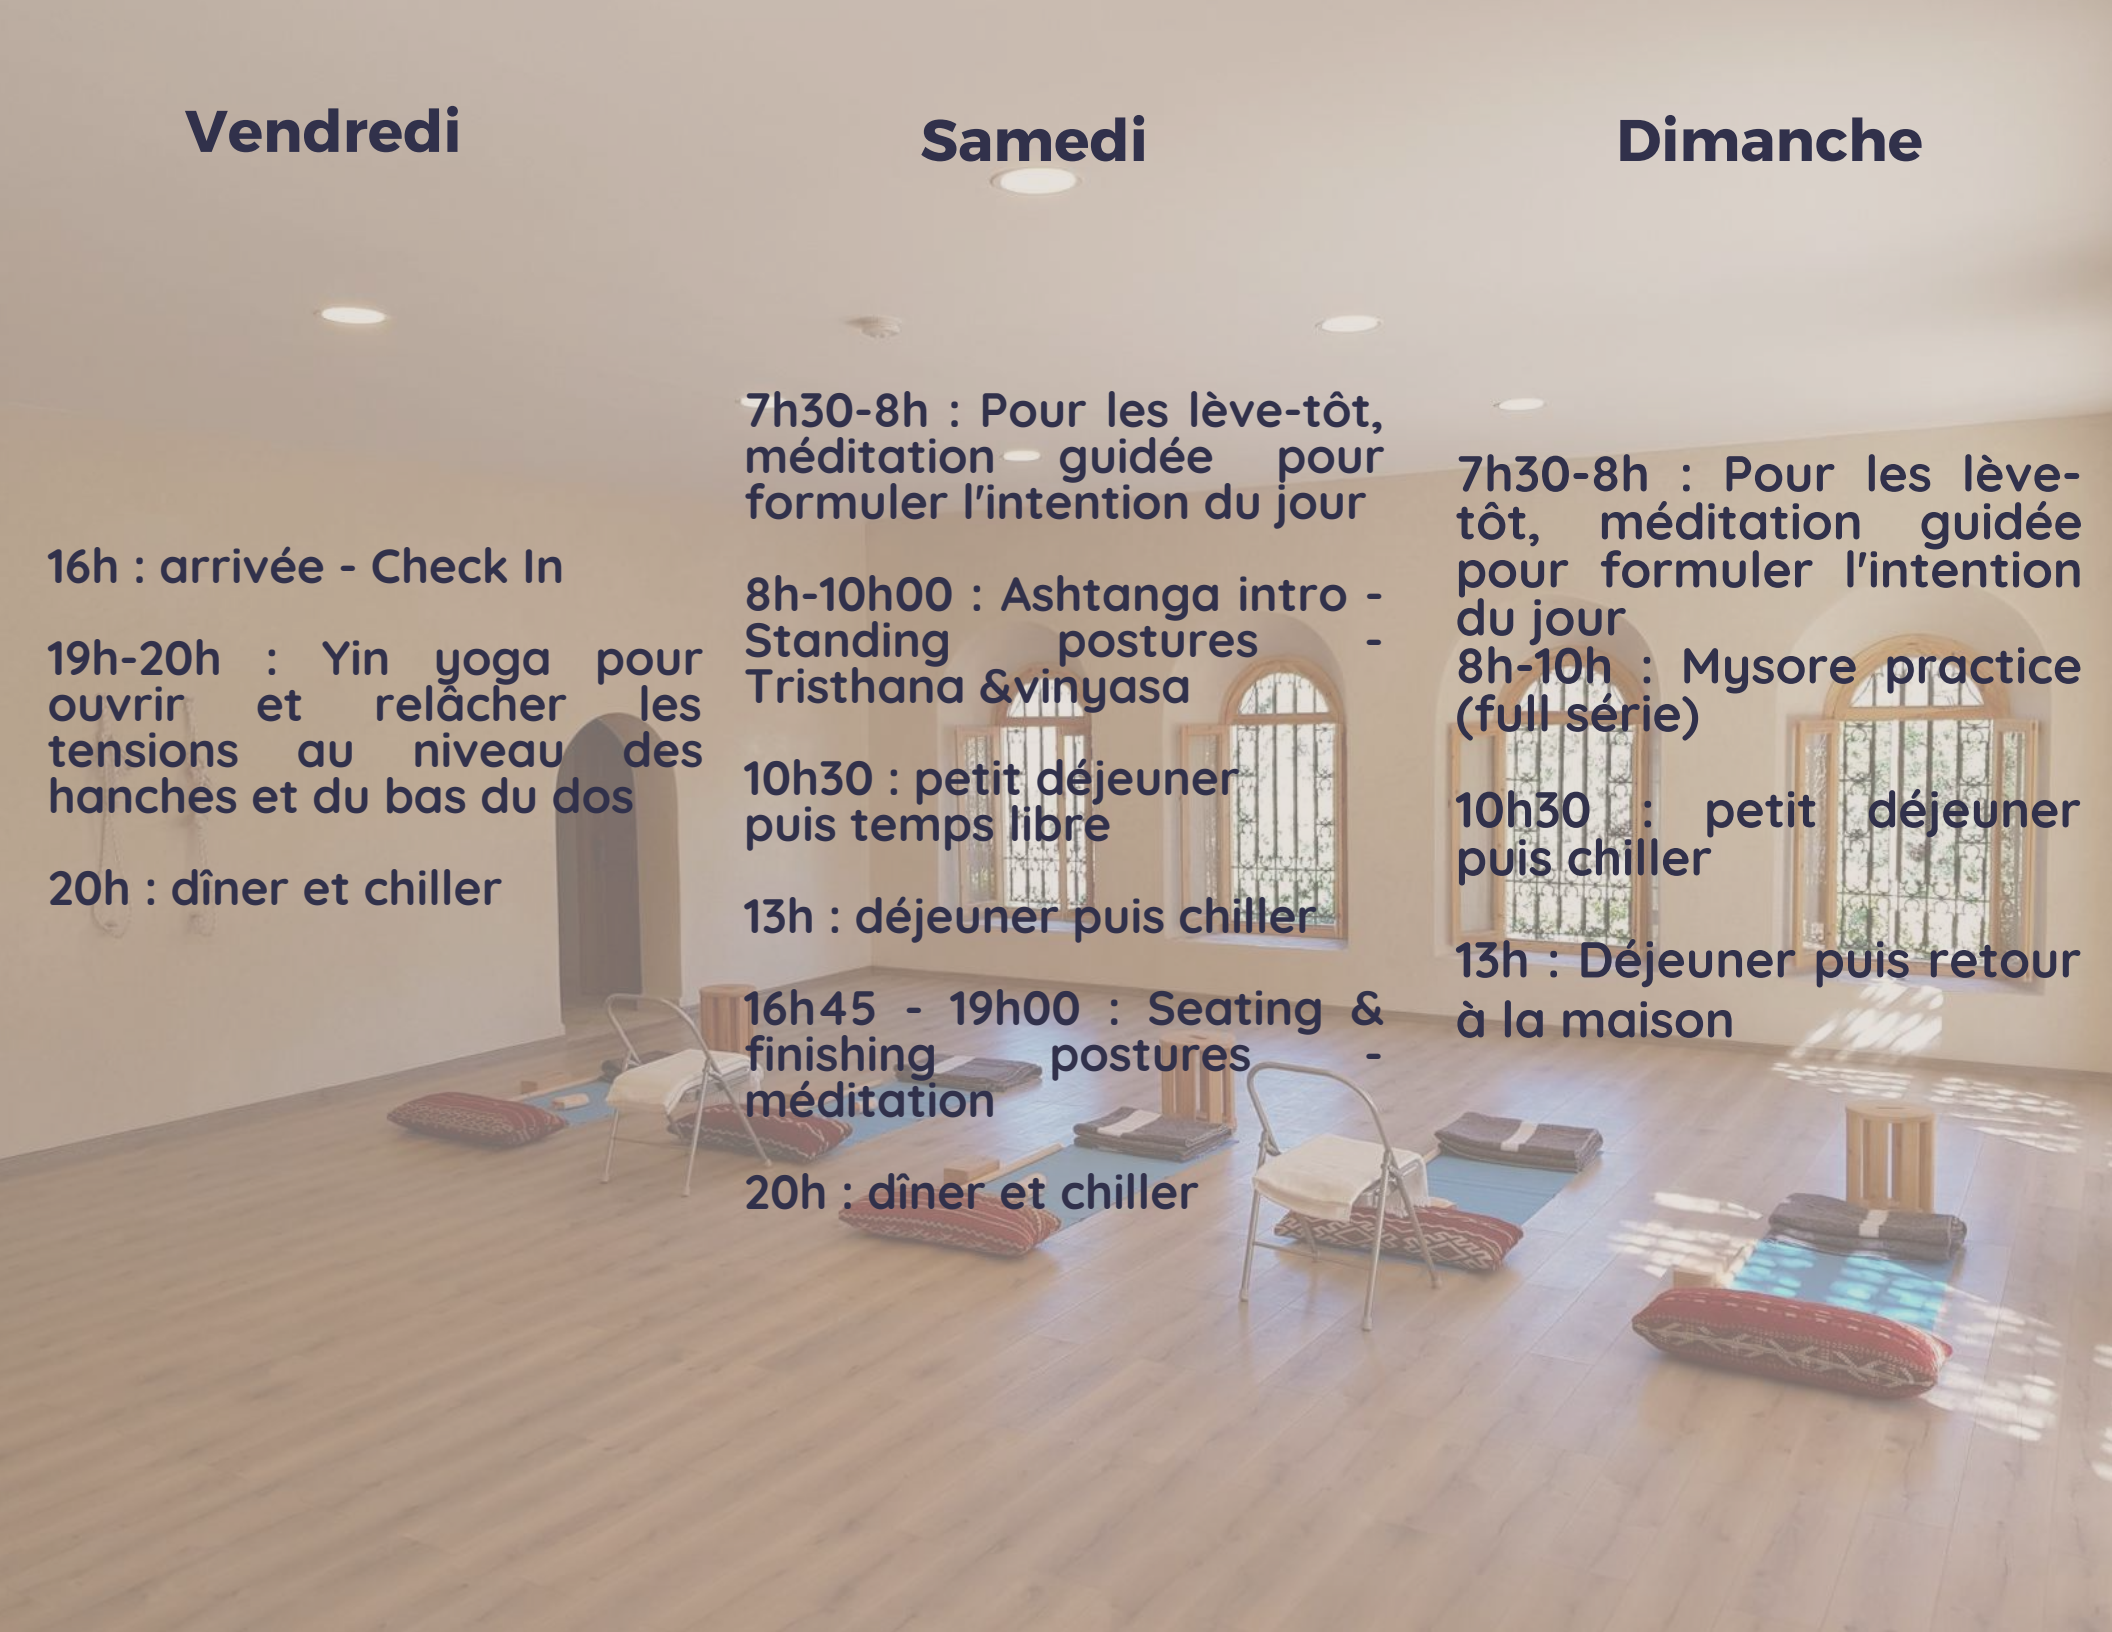 Vendredi
16h : arrivée - Check In
19h-20h : Yin yoga pour
ouvrir et relâcher les
tensions au niveau des
hanches et du bas du dos
20h : dîner et chiller
Samedi
7h30-8h : Pour les lève-tôt,
méditation guidée pour
formuler l'intention du jour
8h-10h00 : Ashtanga intro -
Standing postures -
Tristhana &vinyasa
10h30 : petit déjeuner
puis temps libre
13h : déjeuner puis chiller
16h45 - 19h00 : Seating &
finishing postures -
méditation
20h : dîner et chiller
Dimanche
7h30-8h : Pour les lève-
tôt, méditation guidée
pour formuler l'intention
du jour
8h-10h : Mysore practice
(full série)
10h30 : petit déjeuner
puis chiller
13h : Déjeuner puis retour
à la maison